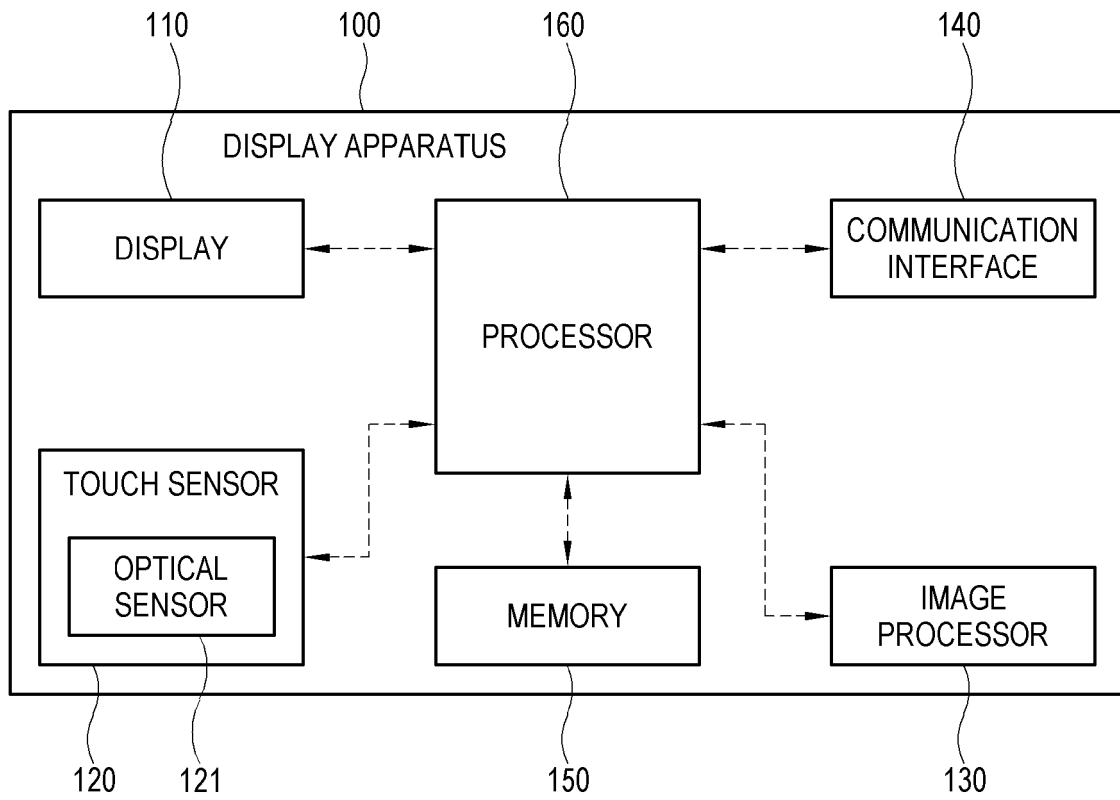 110
100
160
140
DISPLAY APPARATUS
DISPLAY
PROCESSOR
COMMUNICATION
INTERFACE
TOUCH SENSOR
OPTICAL
SENSOR
MEMORY
IMAGE
PROCESSOR
120
121
150
130